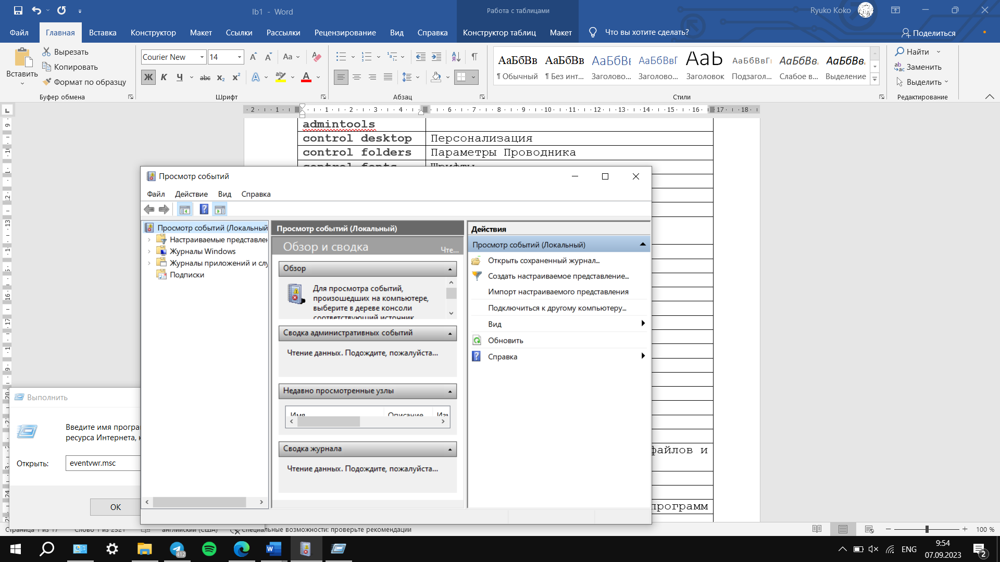 lb1 - Word
Работа с таблицами
Ryuko Koko
Файл Главная Вставка Конструктор Макет Ссылки Рассылки Рецензирование Вид Справка Конструктор таблиц Макет Что вы хотите сделать? Поделиться
Вставить
Вырезать
Копировать
Формат по образцу
Буфер обмена
Courier New 14
Aa
Ж К Ч abc x₂ x²
Шрифт
Абзац
АаБбВв АаБбВв АаБбВı АаБбВвГ АаБ АаБбВвГг АаБбВвı АаБбВвı
¶ Обычный ¶ Без инт... Заголово... Заголово... Заголовок Подзагол... Слабое в... Выделение
Стили
Найти
Заменить
Выделить
Редактирование
2 1 1 2 3 4 6 7 8 9 10 11 12 13 14 15 16 17 18
admintools
control desktop Персонализация
control folders Параметры Проводника
control fonts Шрифты
файлов и
программ
Просмотр событий
Файл Действие Вид Справка
Просмотр событий (Локальный
Настраиваемые представлен
Журналы Windows
Журналы приложений и слу
Подписки
Просмотр событий (Локальный)
Обзор и сводка Чте...
Обзор
Для просмотра событий,
произошедших на компьютере,
выберите в дереве консоли
соответствующий источник,
Сводка административных событий
Чтение данных. Подождите, пожалуйста...
Недавно просмотренные узлы
Имя Описание Изм
Сводка журнала
Чтение данных. Подождите, пожалуйста...
Действия
Просмотр событий (Локальный)
Открыть сохраненный журнал...
Создать настраиваемое представление...
Импорт настраиваемого представления
Подключиться к другому компьютеру...
Вид
Обновить
Справка
Выполнить
Введите имя програ
ресурса Интернета, к
Открыть: eventvwr.msc
ОК
Страница 1 из 17 Слово 1 из 2321 английский (США) Специальные возможности: проверьте рекомендации
100 %
412
ENG
9:54
07.09.2023
2